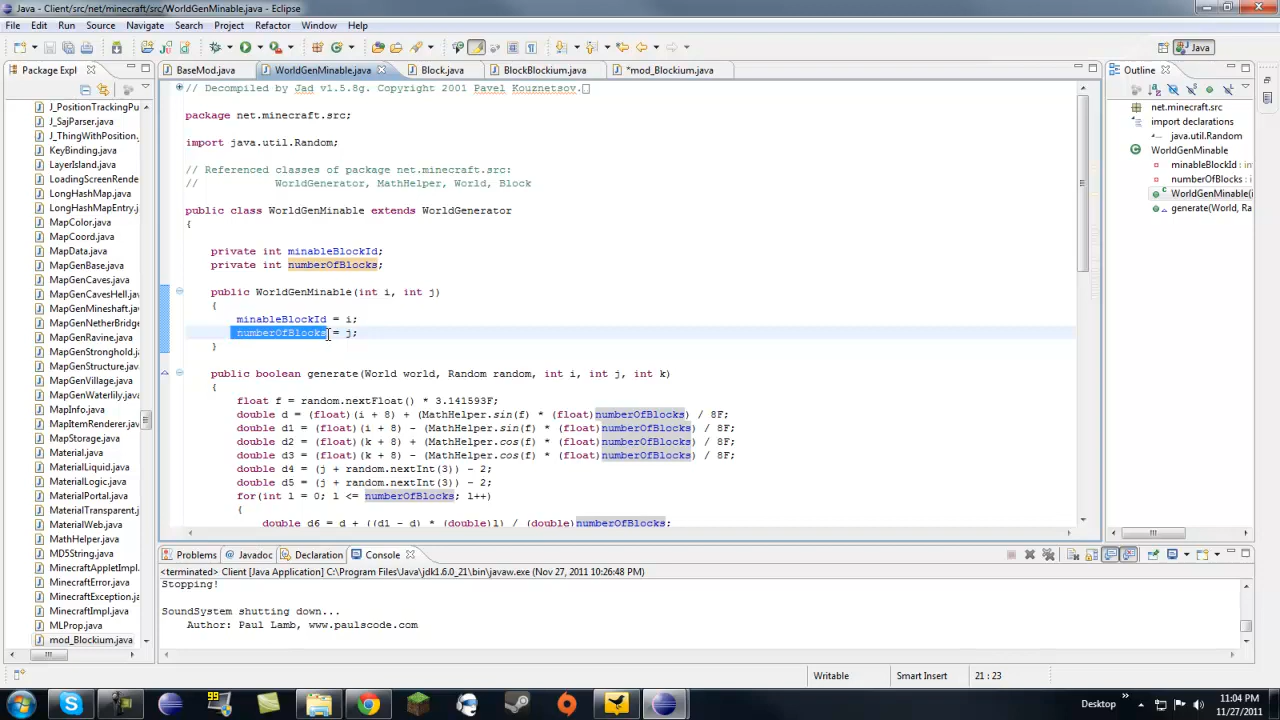 Java - Client/src/net/minecraft/src/WorldGenMinable.java - Eclipse
File Edit Run Source Navigate Search Project Refactor Window Help
Java
Package Expl
BaseMod.java WorldGenMinable.java Block.java BlockBlockium.java *mod_Blockium.java
Outline
J_PositionTrackingPu
J_SajParser.java
J_ThingWithPosition.
KeyBinding.java
LayerIsland.java
LoadingScreenRende
LongHashMap.java
LongHashMapEntry.j
MapColor.java
MapCoord.java
MapData.java
MapGenBase.java
MapGenCaves.java
MapGenCavesHell.jav
MapGenMineshaft.ja
MapGenNetherBridg
MapGenRavine.java
MapGenStronghold.ja
MapGenStructure.jav
MapGenVillage.java
MapGenWaterlily.jav
MapInfo.java
MapItemRenderer.jav
MapStorage.java
Material.java
MaterialLiquid.java
MaterialLogic.java
MaterialPortal.java
MaterialTransparent.j
MaterialWeb.java
MathHelper.java
MD5String.java
MinecraftAppletImpl.
MinecraftError.java
MinecraftException.ja
MinecraftImpl.java
MLProp.java
mod_Blockium.java
// Decompiled by Jad v1.5.8g. Copyright 2001 Pavel Kouznetsov.
package net.minecraft.src;
import java.util.Random;
// Referenced classes of package net.minecraft.src:
// WorldGenerator, MathHelper, World, Block
public class WorldGenMinable extends WorldGenerator
{
private int minableBlockId;
private int numberOfBlocks;
public WorldGenMinable(int i, int j)
{
minableBlockId = i;
numberOfBlocks = j;
}
public boolean generate(World world, Random random, int i, int j, int k)
{
float f = random.nextFloat() * 3.141593F;
double d = (float)(i + 8) + (MathHelper.sin(f) * (float)numberOfBlocks) / 8F;
double d1 = (float)(i + 8) - (MathHelper.sin(f) * (float)numberOfBlocks) / 8F;
double d2 = (float)(k + 8) + (MathHelper.cos(f) * (float)numberOfBlocks) / 8F;
double d3 = (float)(k + 8) - (MathHelper.cos(f) * (float)numberOfBlocks) / 8F;
double d4 = (j + random.nextInt(3)) - 2;
double d5 = (j + random.nextInt(3)) - 2;
for(int l = 0; l <= numberOfBlocks; l++)
{
double d6 = d + ((d1 - d) * (double)l) / (double)numberOfBlocks;
net.minecraft.src
import declarations
java.util.Random
WorldGenMinable
minableBlockId : int
numberOfBlocks : i
WorldGenMinable(i
generate(World, Ra
Problems Javadoc Declaration Console
<terminated> Client [Java Application] C:\Program Files\Java\jdk1.6.0_21\bin\javaw.exe (Nov 27, 2011 10:26:48 PM)
Stopping!
SoundSystem shutting down...
Author: Paul Lamb, www.paulscode.com
Writable Smart Insert 21 : 23
99
Desktop
11:04 PM
11/27/2011